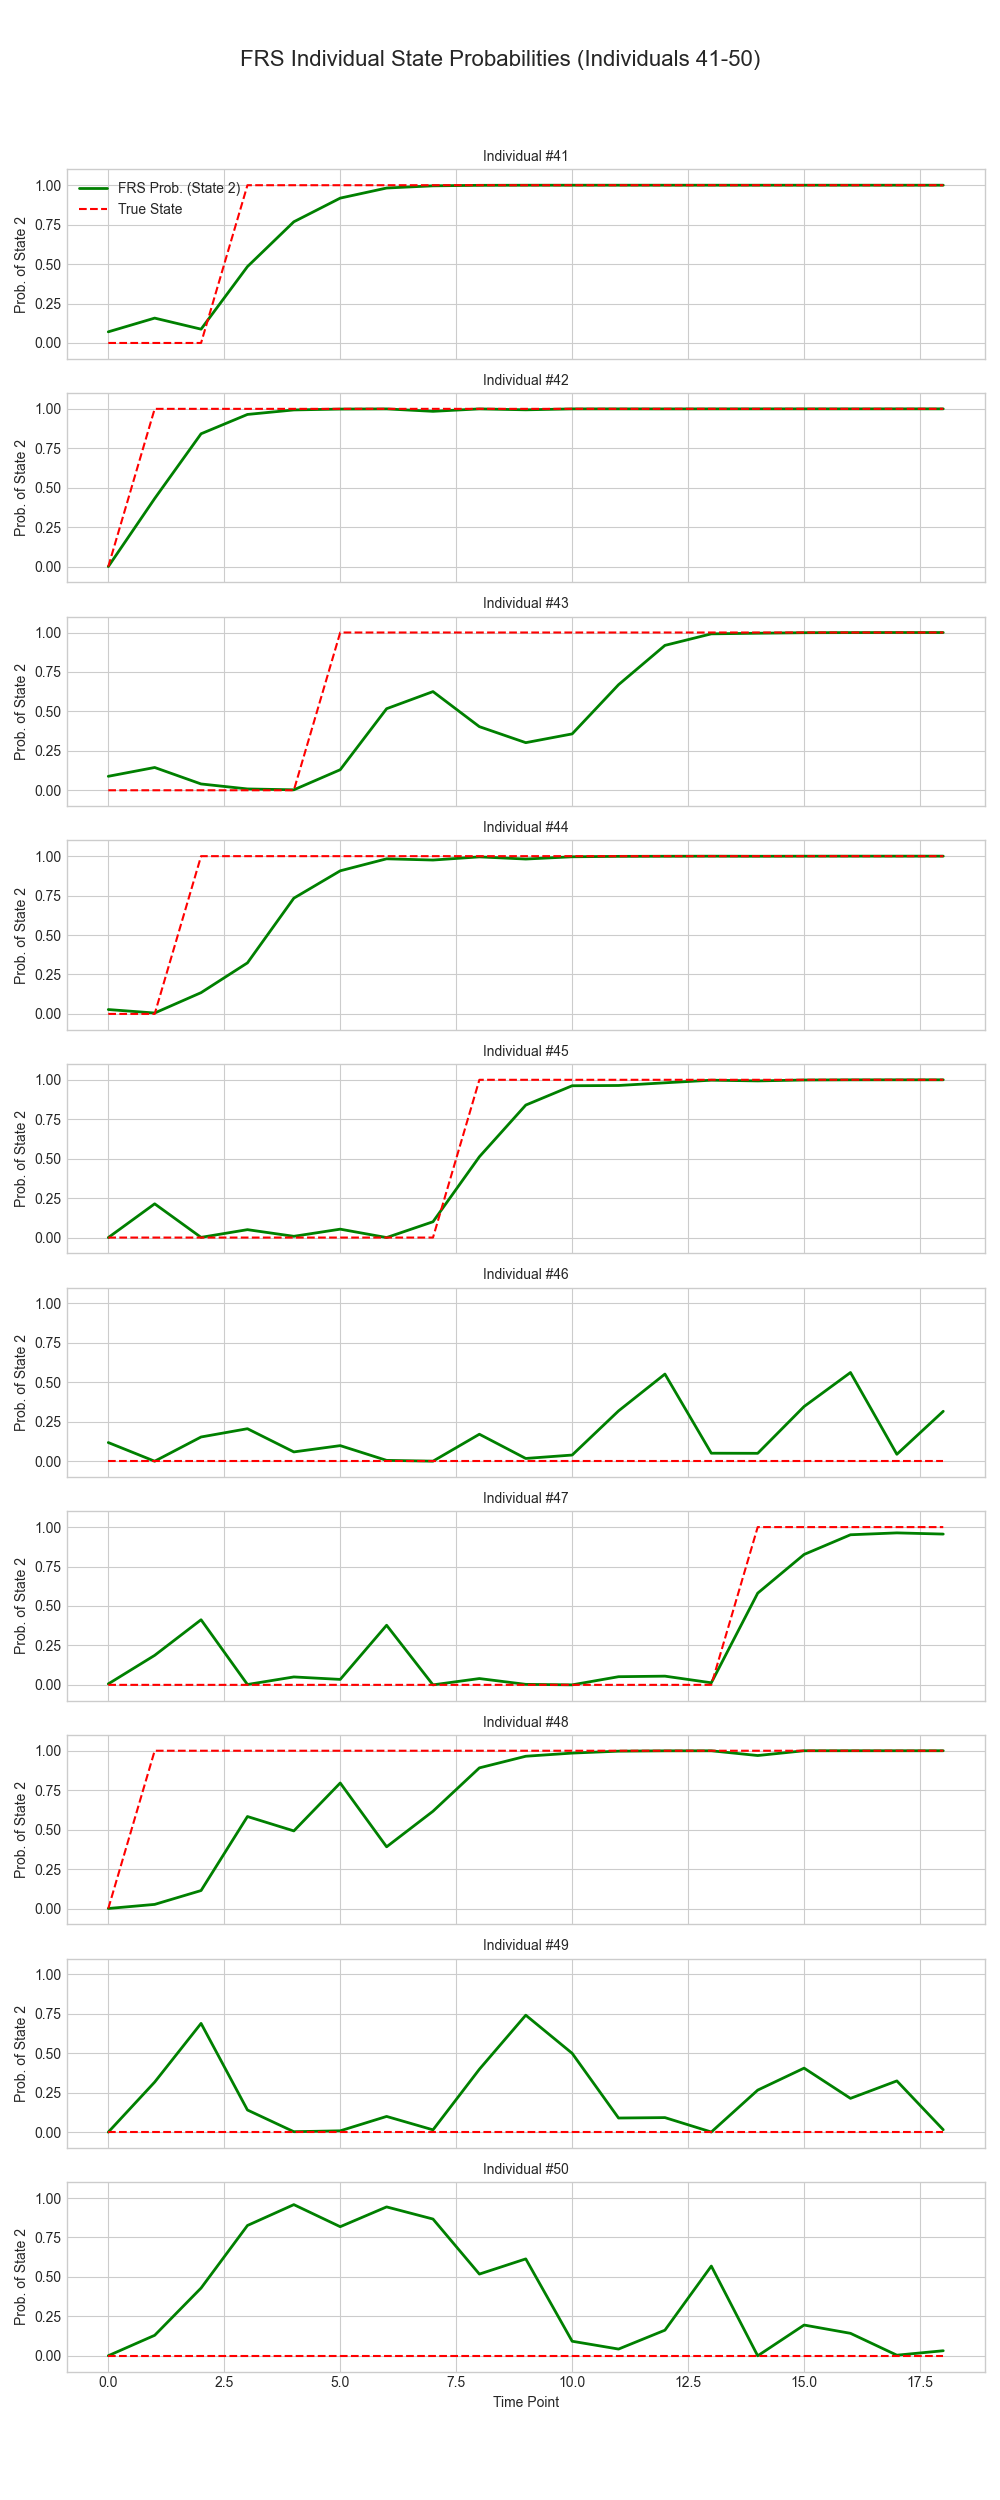 FRS Individual State Probabilities (Individuals 41-50)
Individual #41
FRS Prob. (State 2)
True State
Prob. of State 2
1.00
0.75
0.50
0.25
0.00
Individual #42
Prob. of State 2
1.00
0.75
0.50
0.25
0.00
Individual #43
Prob. of State 2
1.00
0.75
0.50
0.25
0.00
Individual #44
Prob. of State 2
1.00
0.75
0.50
0.25
0.00
Individual #45
Prob. of State 2
1.00
0.75
0.50
0.25
0.00
Individual #46
Prob. of State 2
1.00
0.75
0.50
0.25
0.00
Individual #47
Prob. of State 2
1.00
0.75
0.50
0.25
0.00
Individual #48
Prob. of State 2
1.00
0.75
0.50
0.25
0.00
Individual #49
Prob. of State 2
1.00
0.75
0.50
0.25
0.00
Individual #50
Prob. of State 2
1.00
0.75
0.50
0.25
0.00
0.0 2.5 5.0 7.5 10.0 12.5 15.0 17.5
Time Point